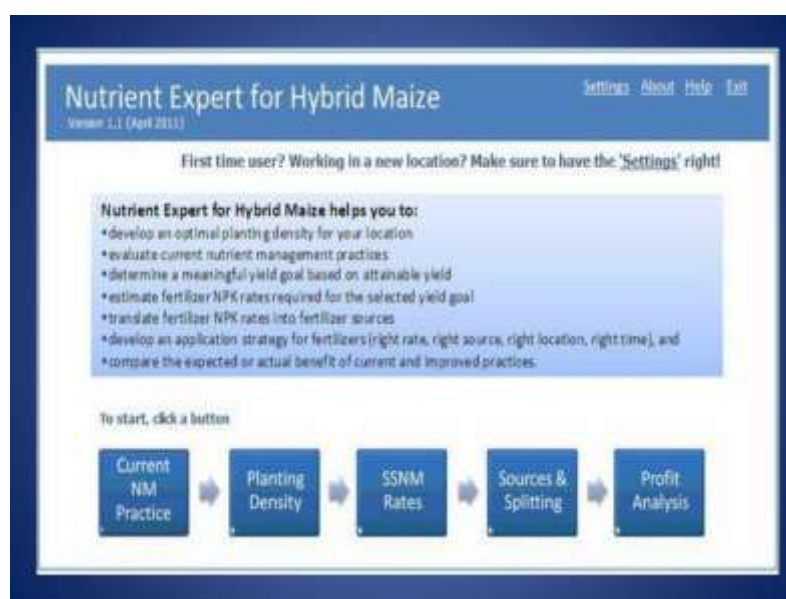 Nutrient Expert for Hybrid Maize
Settings About Help Exit
Version 1.1 (April 2011)
First time user? Working in a new location? Make sure to have the 'Settings' right!
Nutrient Expert for Hybrid Maize helps you to:
•develop an optimal planting density for your location
•evaluate current nutrient management practices
•determine a meaningful yield goal based on attainable yield
•estimate fertilizer NPK rates required for the selected yield goal
•translate fertilizer NPK rates into fertilizer sources
•develop an application strategy for fertilizers (right rate, right source, right location, right time), and
•compare the expected or actual benefit of current and improved practices.
To start, click a button
Current
NM
Practice
Planting
Density
SSNM
Rates
Sources &
Splitting
Profit
Analysis